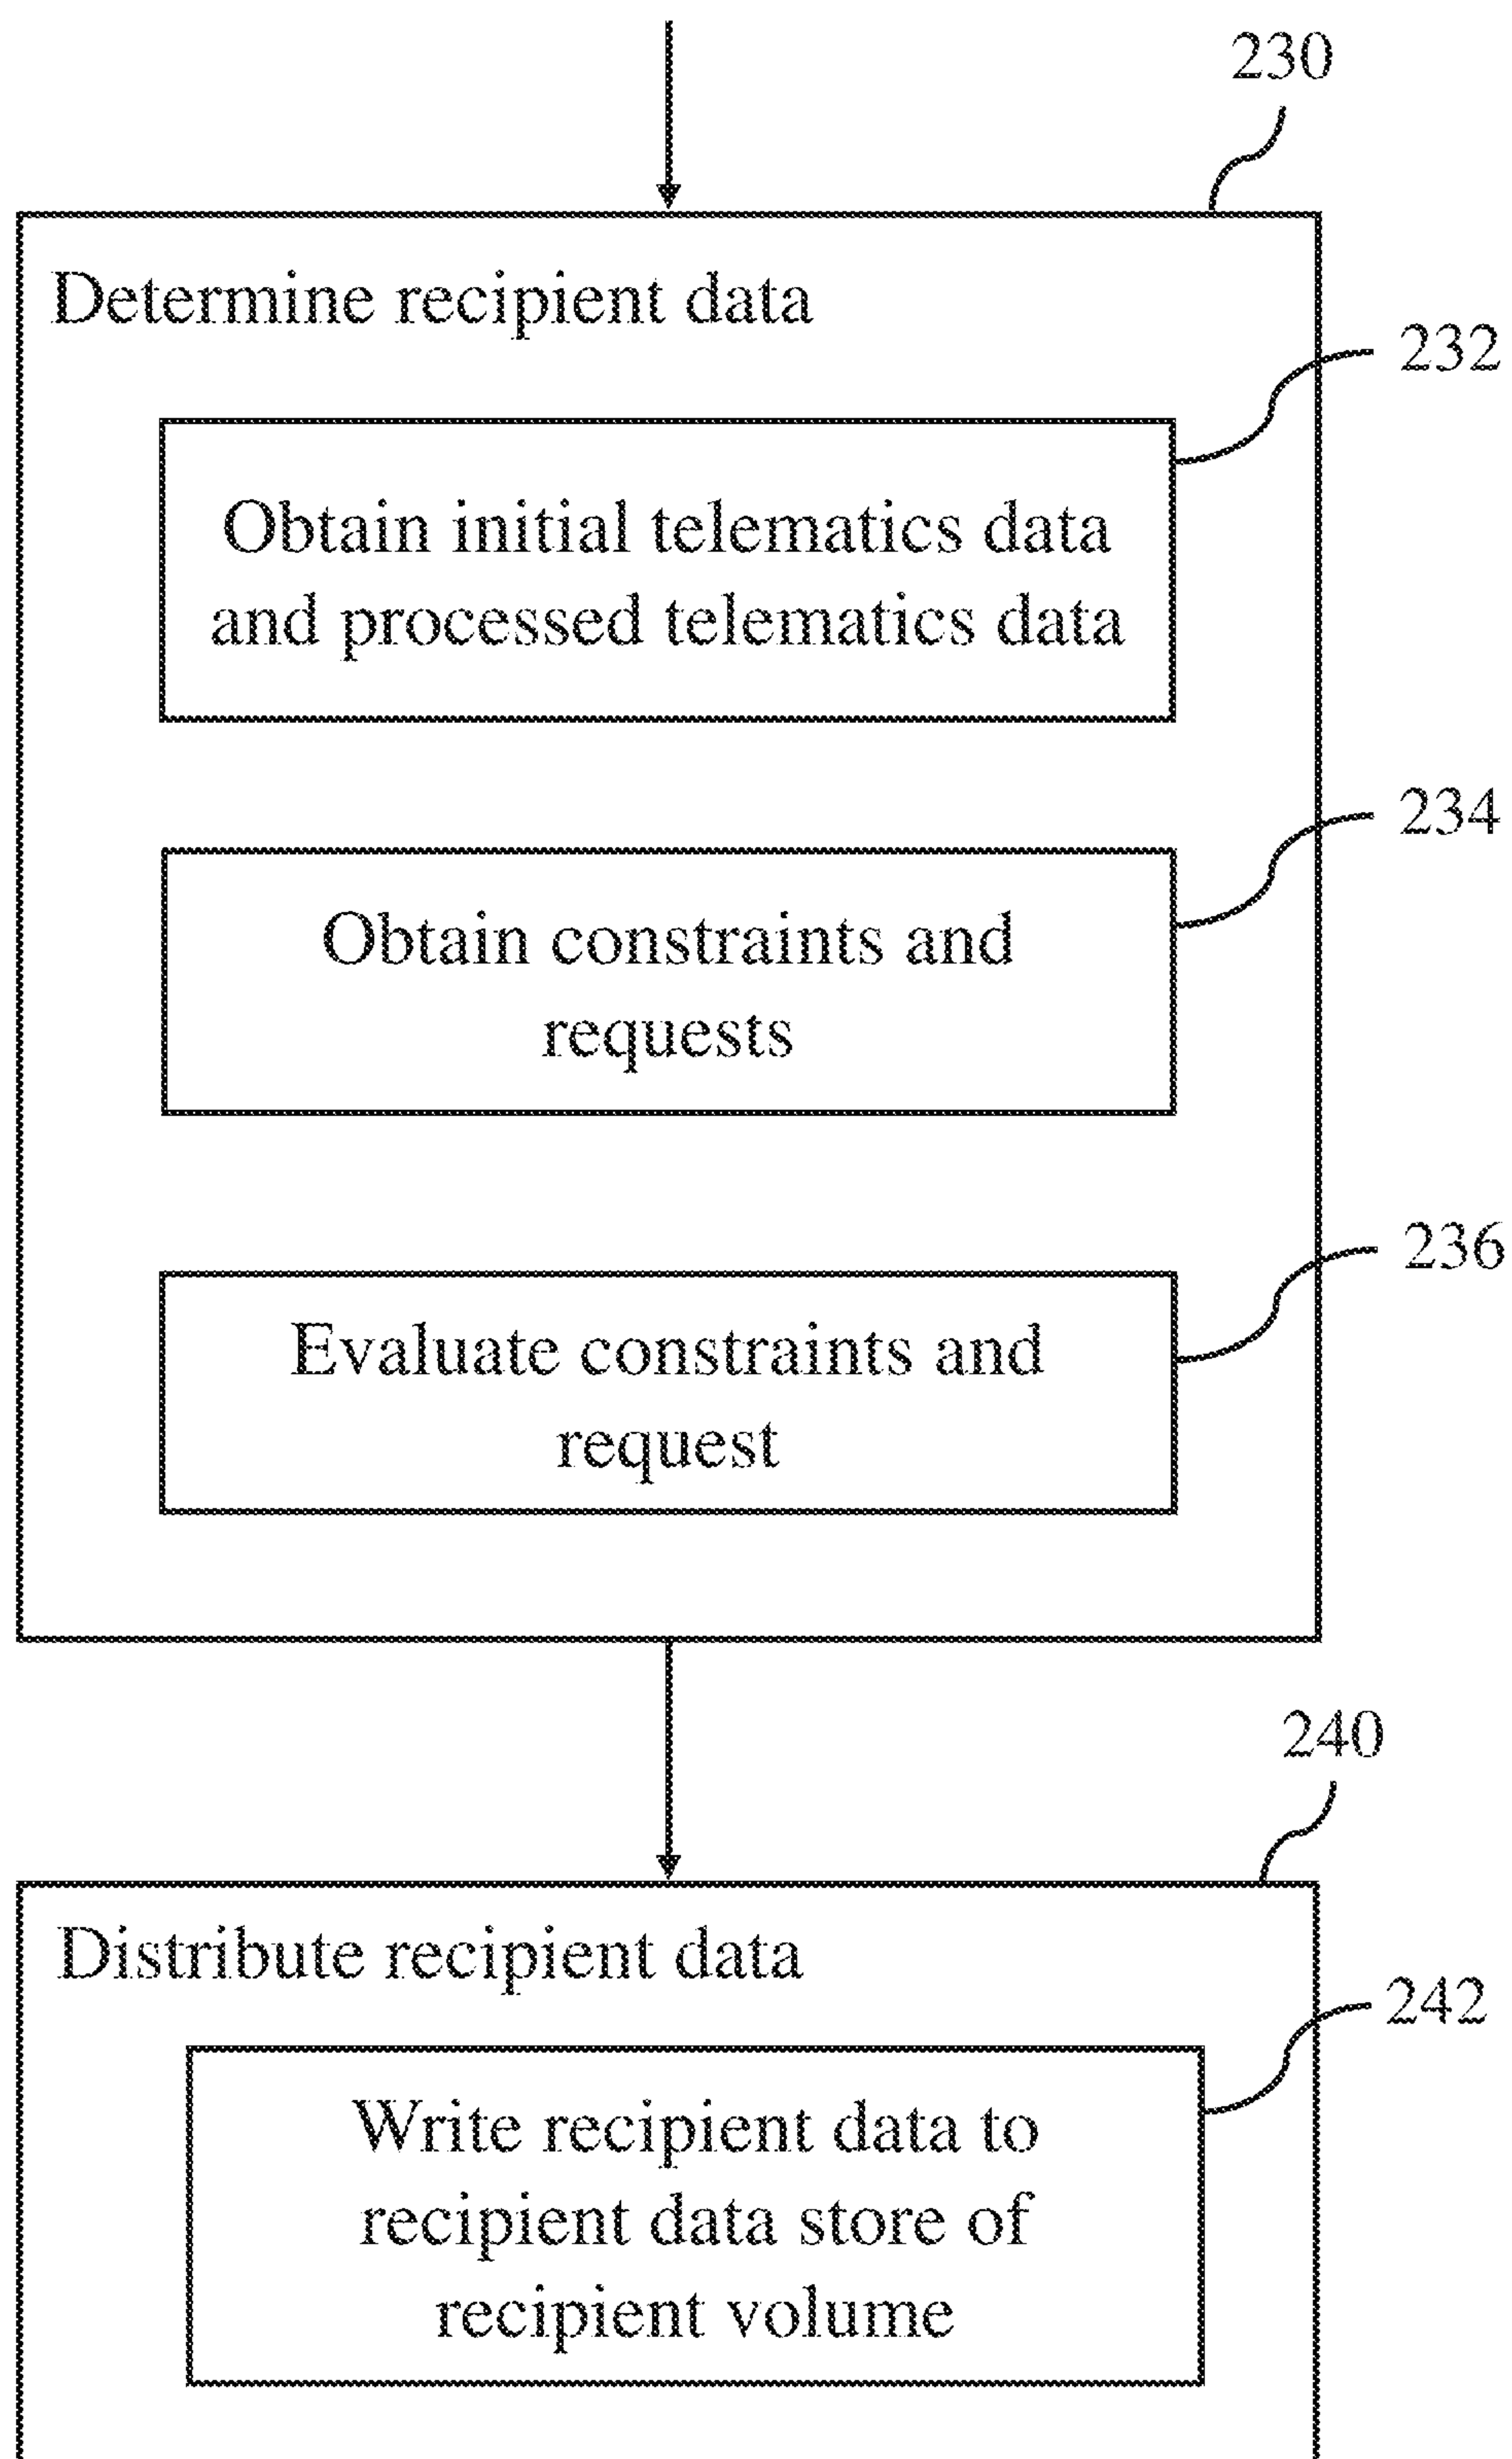 230
Determine recipient data
232
Obtain initial telematics data
and processed telematics data
234
Obtain constraints and
requests
236
Evaluate constraints and
request
240
Distribute recipient data
242
Write recipient data to
recipient data store of
recipient volume